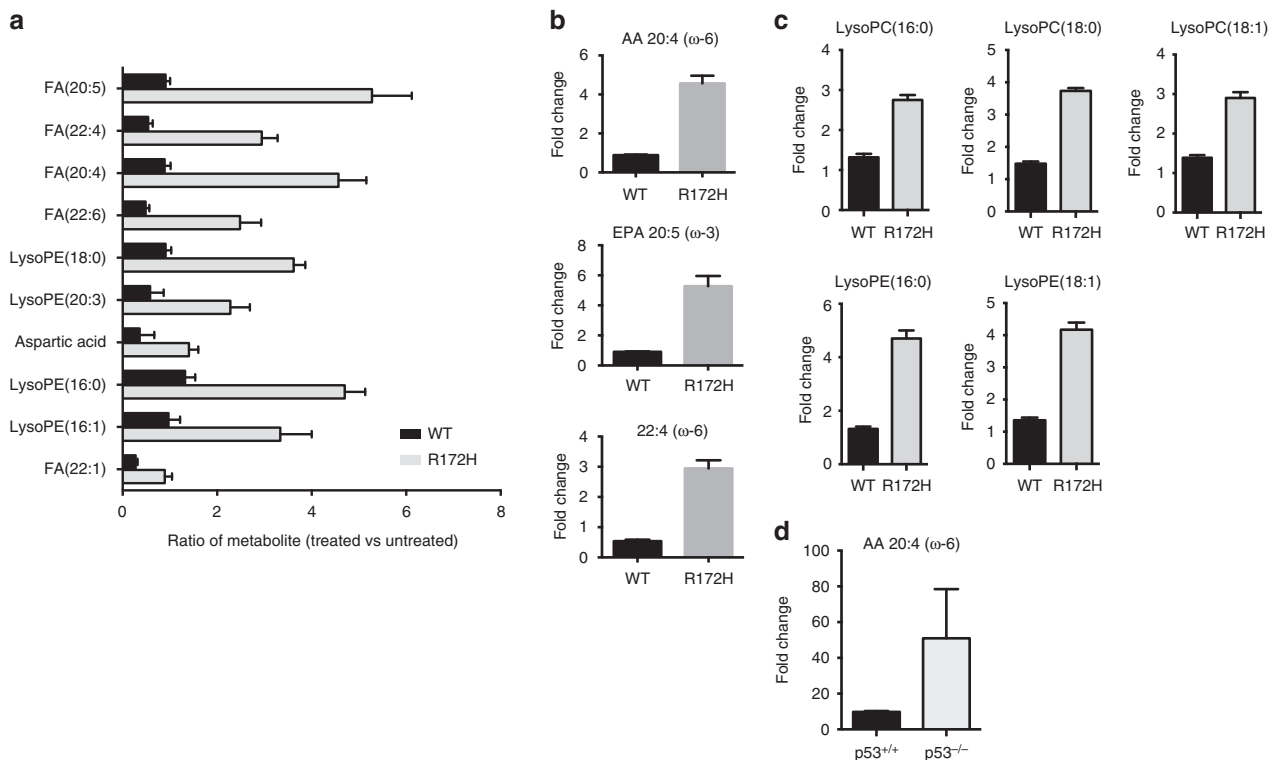 a
FA(20:5)
FA(22:4)
FA(20:4)
FA(22:6)
LysoPE(18:0)
LysoPE(20:3)
Aspartic acid
LysoPE(16:0)
LysoPE(16:1)
FA(22:1)
WT
R172H
0 2 4 6 8
Ratio of metabolite (treated vs untreated)
b
AA 20:4 (ω-6)
Fold change
6
4
2
0
WT R172H
EPA 20:5 (ω-3)
Fold change
8
6
4
2
0
WT R172H
22:4 (ω-6)
Fold change
4
3
2
1
0
WT R172H
c
LysoPC(16:0)
Fold change
4
3
2
1
0
WT R172H
LysoPC(18:0)
Fold change
5
4
3
2
1
0
WT R172H
LysoPC(18:1)
Fold change
4
3
2
1
0
WT R172H
LysoPE(16:0)
Fold change
6
4
2
0
WT R172H
LysoPE(18:1)
Fold change
5
4
3
2
1
0
WT R172H
d
AA 20:4 (ω-6)
Fold change
100
80
60
40
20
0
p53+/+ p53−/−